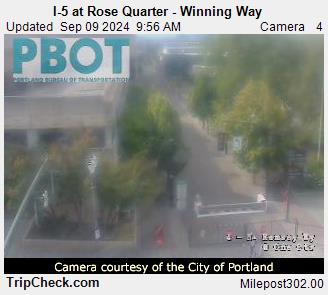 I-5 at Rose Quarter - Winning Way
Updated Sep 09 2024 9:56 AM Camera 4
PBOT
PORTLAND BUREAU OF TRANSPORTATION
Camera courtesy of the City of Portland
TripCheck.com Milepost302.00